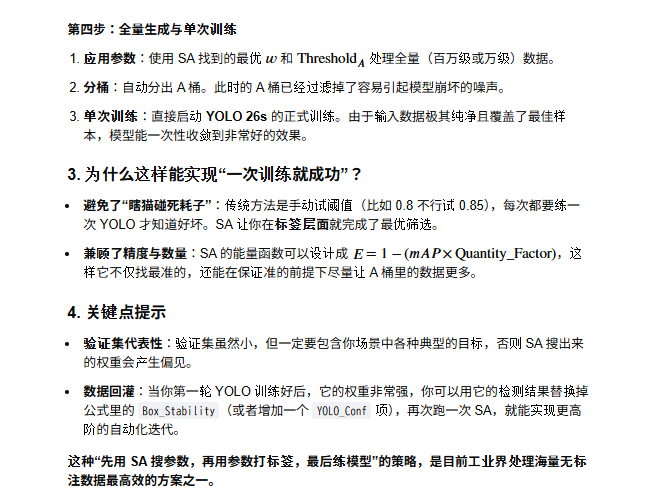 第四步：全量生成与单次训练
1. 应用参数：使用 SA 找到的最优 w 和 Threshold_A 处理全量（百万级或万级）数据。
2. 分桶：自动分出 A 桶。此时的 A 桶已经过滤掉了容易引起模型崩坏的噪声。
3. 单次训练：直接启动 YOLO 26s 的正式训练。由于输入数据极其纯净且覆盖了最佳样
本，模型能一次性收敛到非常好的效果。
3. 为什么这样能实现“一次训练就成功”？
• 避免了“瞎猫碰死耗子”：传统方法是手动试阈值（比如 0.8 不行试 0.85），每次都要练一
次 YOLO 才知道好坏。SA 让你在标签层面就完成了最优筛选。
• 兼顾了精度与数量：SA 的能量函数可以设计成 E = 1 − (mAP × Quantity_Factor)，这
样它不仅找最准的，还能在保证准的前提下尽量让 A 桶里的数据更多。
4. 关键点提示
• 验证集代表性：验证集虽然小，但一定要包含你场景中各种典型的目标，否则 SA 搜出来
的权重会产生偏见。
• 数据回灌：当你第一轮 YOLO 训练好后，它的权重非常强，你可以用它的检测结果替换掉
公式里的 Box_Stability（或者增加一个 YOLO_Conf 项），再次跑一次 SA，就能实现更高
阶的自动化迭代。
这种“先用 SA 搜参数，再用参数打标签，最后练模型”的策略，是目前工业界处理海量无标
注数据最高效的方案之一。